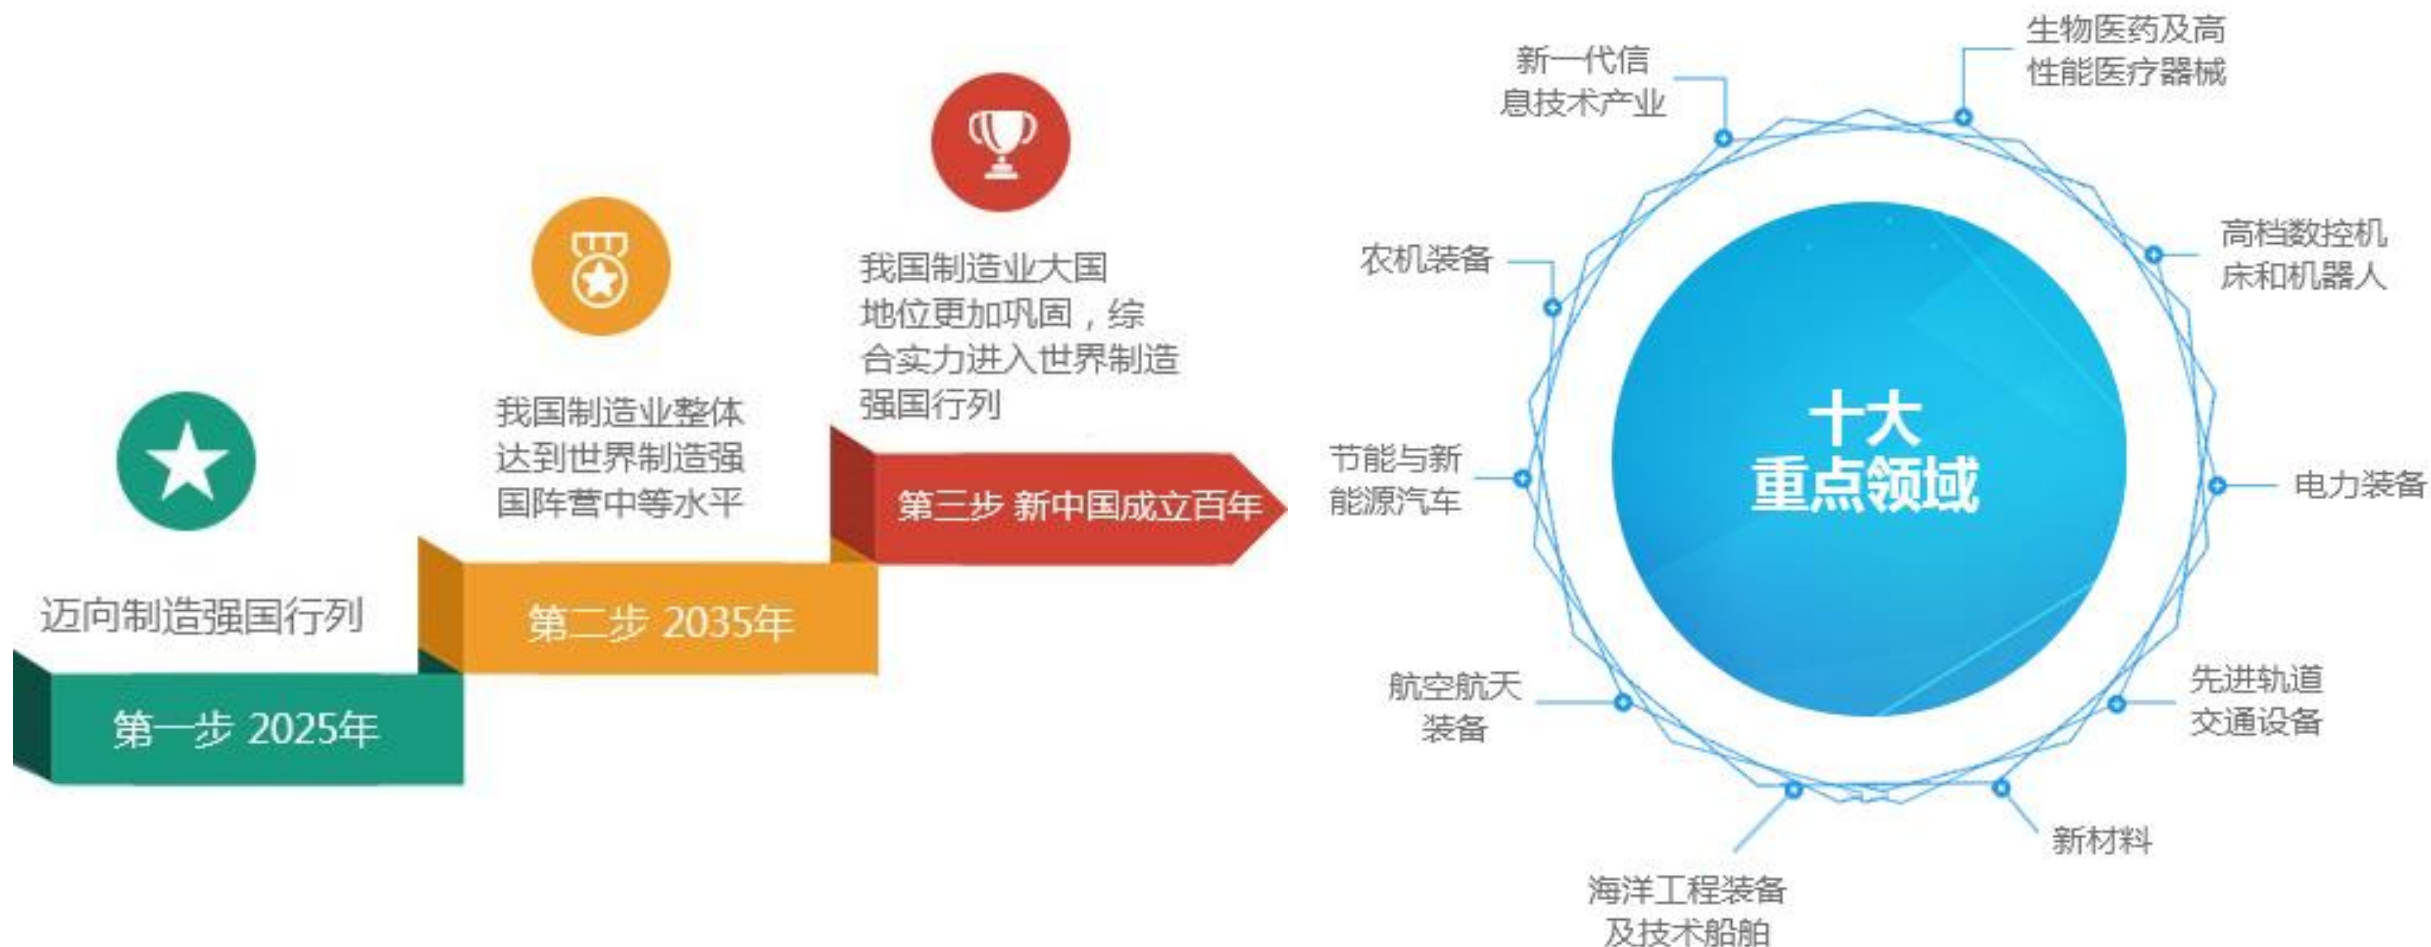 迈向制造强国行列
第一步 2025年
我国制造业整体
达到世界制造强
国阵营中等水平
第二步 2035年
我国制造业大国
地位更加巩固，综
合实力进入世界制造
强国行列
第三步 新中国成立百年
十大
重点领域
新一代信
息技术产业
生物医药及高
性能医疗器械
高档数控机
床和机器人
电力装备
先进轨道
交通设备
新材料
海洋工程装备
及技术船舶
航空航天
装备
节能与新
能源汽车
农机装备